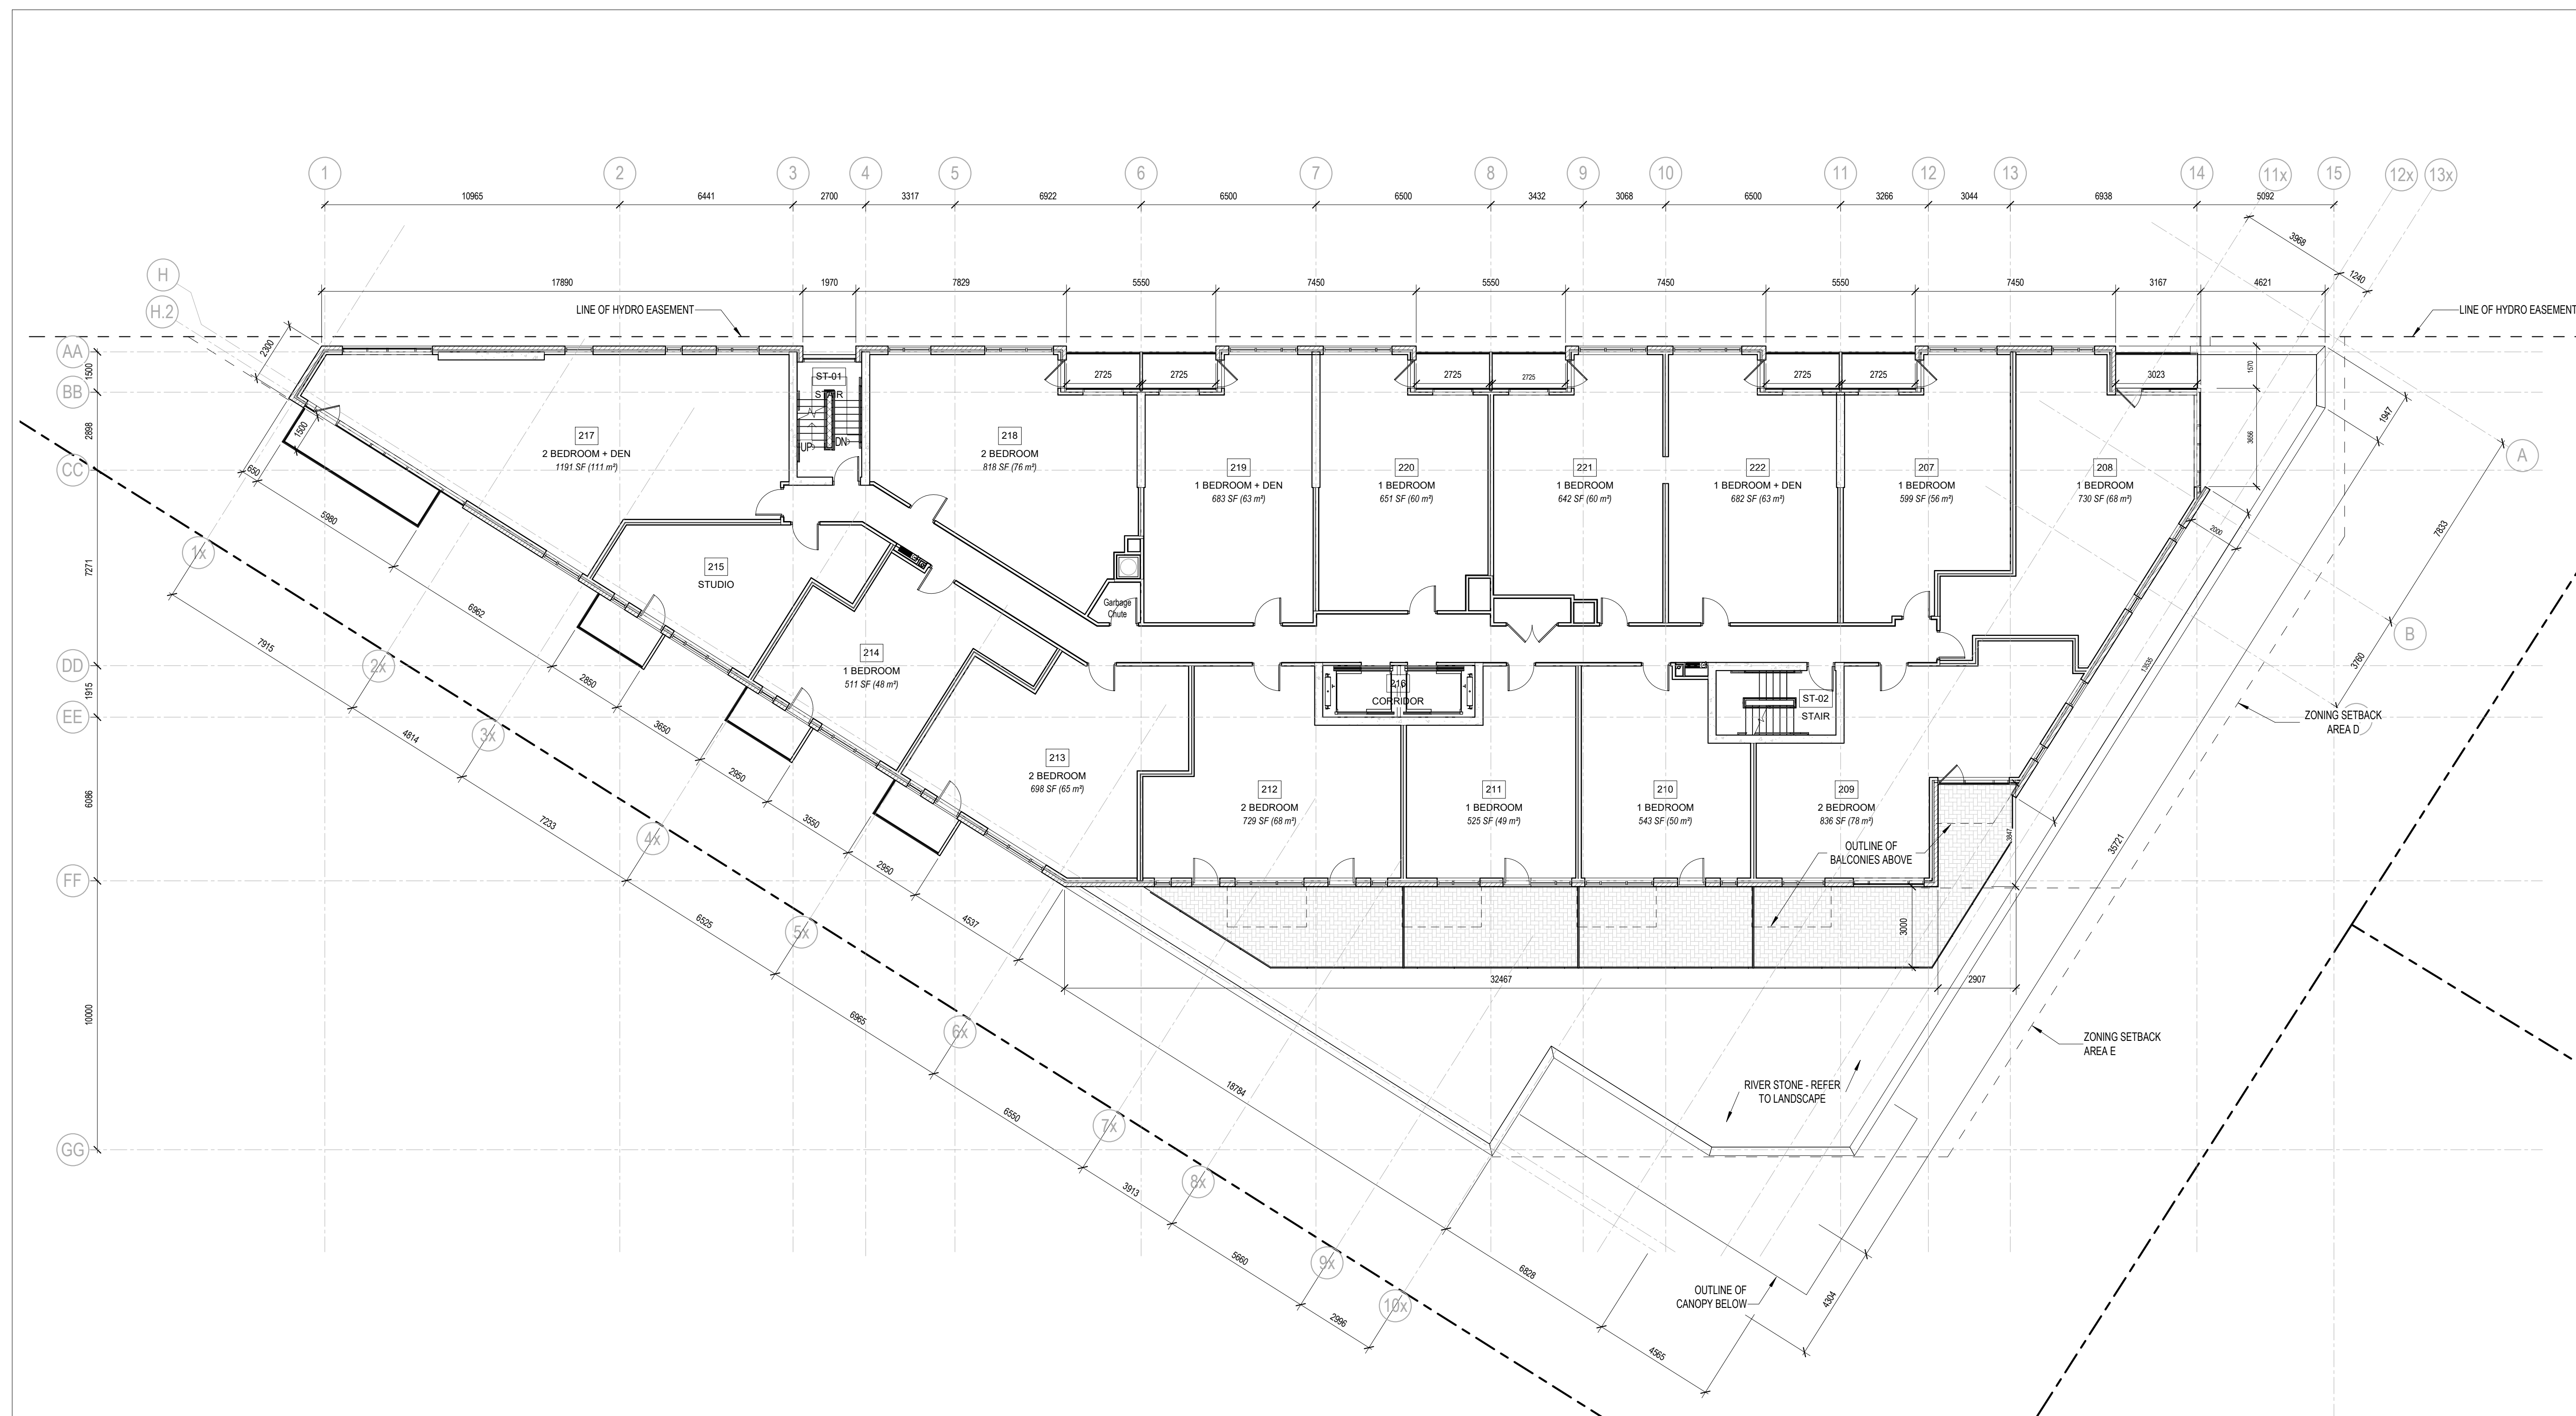 1
2
3
4
5
6
7
8
9
10
11
12
13
14
11x
15
12x
13x
10965
6441
2700
3317
6922
6500
6500
3432
3068
6500
3266
3044
6938
5092
3968
1240
17890
1970
7829
5550
7450
5550
7450
5550
7450
3167
4621
LINE OF HYDRO EASEMENT
LINE OF HYDRO EASEMENT
H
H.2
AA
BB
CC
DD
EE
FF
GG
1500
2898
7271
1915
6086
10000
2300
1500
650
5980
6962
2850
3650
2950
3550
2950
4537
18784
6828
4565
1x
2x
3x
4x
5x
6x
7x
8x
9x
10x
7915
4814
7233
6525
6965
6550
3913
5660
2996
ST-01
STAIR
UP
DN
217
2 BEDROOM + DEN
1191 SF (111 m²)
218
2 BEDROOM
818 SF (76 m²)
219
1 BEDROOM + DEN
683 SF (63 m²)
220
1 BEDROOM
651 SF (60 m²)
221
1 BEDROOM
642 SF (60 m²)
222
1 BEDROOM + DEN
682 SF (63 m²)
207
1 BEDROOM
599 SF (56 m²)
208
1 BEDROOM
730 SF (68 m²)
2725
2725
2725
2725
2725
2725
3023
1570
3656
1947
A
B
7833
3760
2000
13535
215
STUDIO
214
1 BEDROOM
511 SF (48 m²)
Garbage
Chute
213
2 BEDROOM
698 SF (65 m²)
212
2 BEDROOM
729 SF (68 m²)
216
CORRIDOR
211
1 BEDROOM
525 SF (49 m²)
210
1 BEDROOM
543 SF (50 m²)
ST-02
STAIR
209
2 BEDROOM
836 SF (78 m²)
OUTLINE OF
BALCONIES ABOVE
3847
3000
32467
2907
35721
ZONING SETBACK
AREA D
ZONING SETBACK
AREA E
RIVER STONE - REFER
TO LANDSCAPE
OUTLINE OF
CANOPY BELOW
4304